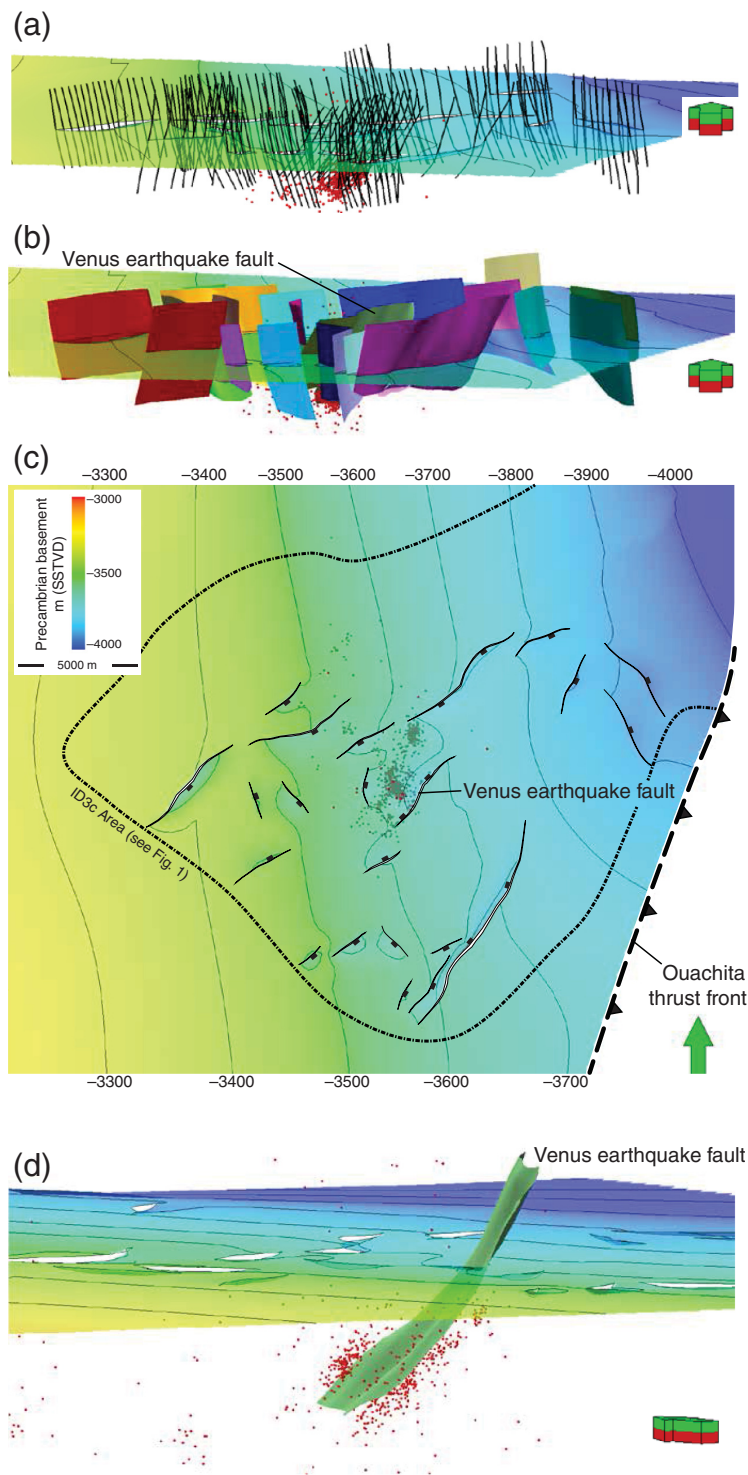 (a)
(b)
Venus earthquake fault
(c)
–3300 –3400 –3500 –3600 –3700 –3800 –3900 –4000
Precambrian basement
m (SSTVD)
–3000
–3500
–4000
5000 m
Venus earthquake fault
ID3c Area (see Fig. 1)
Ouachita
thrust front
–3300 –3400 –3500 –3600 –3700
(d)
Venus earthquake fault